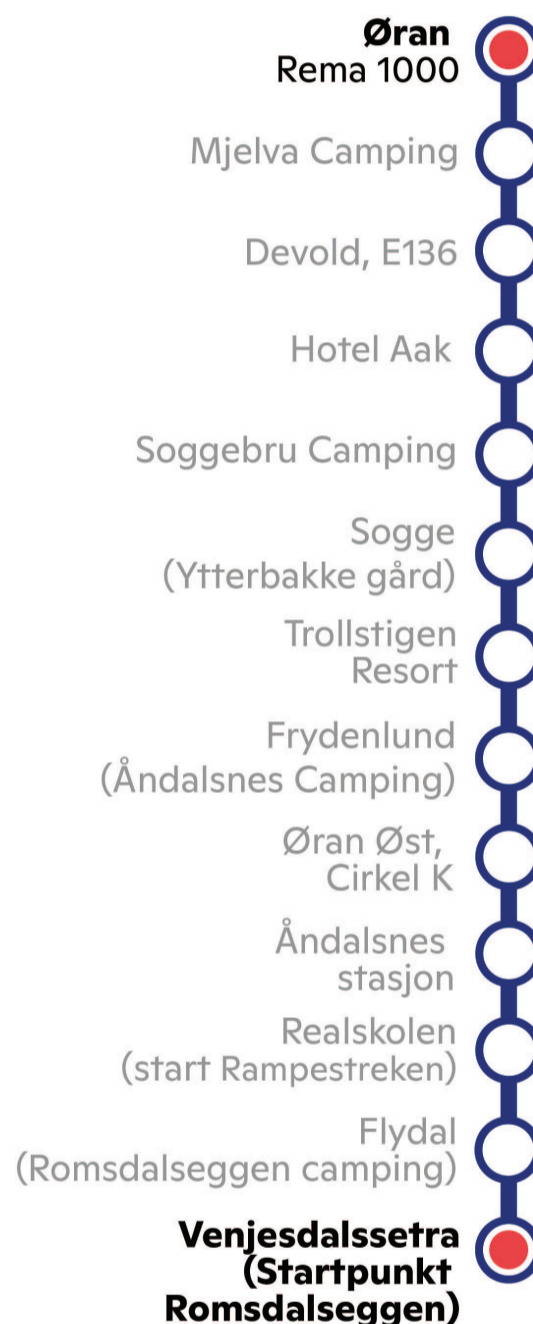 Øran
Rema 1000
Mjelva Camping
Devold, E136
Hotel Aak
Soggebru Camping
Sogge
(Ytterbakke gård)
Trollstigen
Resort
Frydenlund
(Åndalsnes Camping)
Øran Øst,
Cirkel K
Åndalsnes
stasjon
Realskolen
(start Rampestreken)
Flydal
(Romsdalseggen camping)
Venjesdalssetra
(Startpunkt
Romsdalseggen)